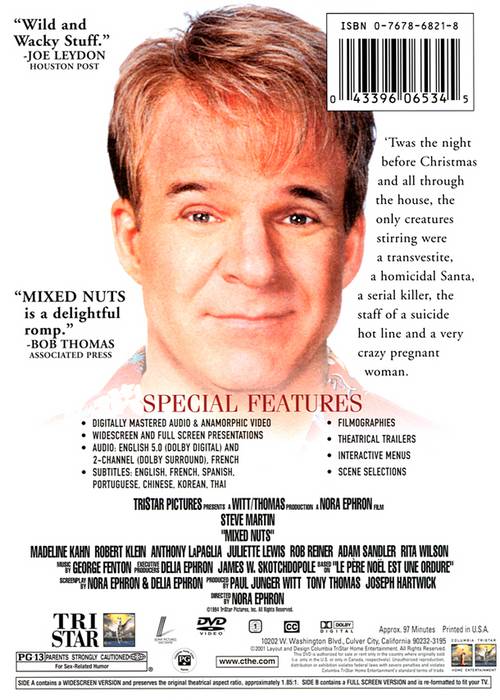 "Wild and
Wacky Stuff."
-JOE LEYDON
HOUSTON POST
ISBN 0-7678-6821-8
0 43396 06534 5
'Twas the night
before Christmas
and all through
the house, the
only creatures
stirring were
a transvestite,
a homicidal Santa,
a serial killer, the
staff of a suicide
hot line and a very
crazy pregnant
woman.
"MIXED NUTS
is a delightful
romp."
-BOB THOMAS
ASSOCIATED PRESS
SPECIAL FEATURES
• DIGITALLY MASTERED AUDIO & ANAMORPHIC VIDEO
• WIDESCREEN AND FULL SCREEN PRESENTATIONS
• AUDIO: ENGLISH 5.0 (DOLBY DIGITAL) AND
2-CHANNEL (DOLBY SURROUND), FRENCH
• SUBTITLES: ENGLISH, FRENCH, SPANISH,
PORTUGUESE, CHINESE, KOREAN, THAI
• FILMOGRAPHIES
• THEATRICAL TRAILERS
• INTERACTIVE MENUS
• SCENE SELECTIONS
TRISTAR PICTURES PRESENTS A WITT/THOMAS PRODUCTION A NORA EPHRON FILM
STEVE MARTIN
"MIXED NUTS"
MADELINE KAHN ROBERT KLEIN ANTHONY LaPAGLIA JULIETTE LEWIS ROB REINER ADAM SANDLER RITA WILSON
MUSIC BY GEORGE FENTON EXECUTIVE PRODUCERS DELIA EPHRON JAMES W. SKOTCHDOPOLE BASED ON "LE PÈRE NOËL EST UNE ORDURE"
SCREENPLAY BY NORA EPHRON & DELIA EPHRON PRODUCED BY PAUL JUNGER WITT TONY THOMAS JOSEPH HARTWICK
DIRECTED BY NORA EPHRON
©1994 TriStar Pictures, Inc. All Rights Reserved.
TRI
STAR
DVD
VIDEO
1
CC
DOLBY
DIGITAL
Approx. 97 Minutes Printed in U.S.A.
10202 W. Washington Blvd., Culver City, California 90232-3195
©2001 Layout and Design Columbia TriStar Home Entertainment. All Rights Reserved.
PG-13 PARENTS STRONGLY CAUTIONED
For Sex-Related Humor
www.cthe.com
COLUMBIA TRISTAR
HOME ENTERTAINMENT
SIDE A contains a WIDESCREEN VERSION and preserves the original theatrical aspect ratio, approximately 1.85:1. SIDE B contains a FULL SCREEN VERSION and is re-formatted to fit your TV.